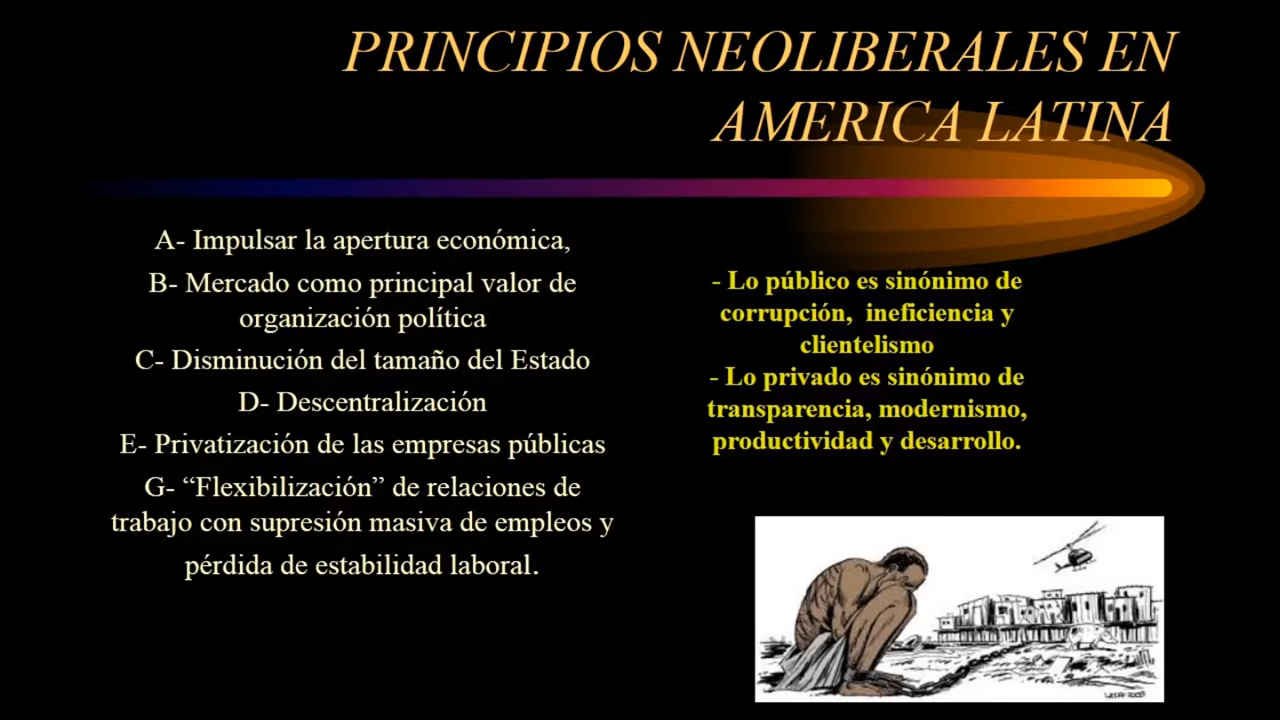 PRINCIPIOS NEOLIBERALES EN
AMERICA LATINA
A- Impulsar la apertura económica,
B- Mercado como principal valor de
organización política
C- Disminución del tamaño del Estado
D- Descentralización
E- Privatización de las empresas públicas
G- “Flexibilización” de relaciones de
trabajo con supresión masiva de empleos y
pérdida de estabilidad laboral.
- Lo público es sinónimo de
corrupción, ineficiencia y
clientelismo
- Lo privado es sinónimo de
transparencia, modernismo,
productividad y desarrollo.